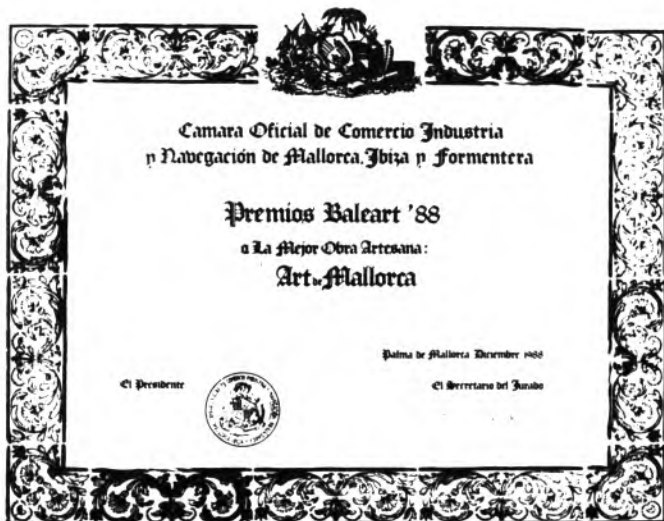 Camara Oficial de Comercio Industria
y Navegación de Mallorca, Ibiza y Formentera
Premios Baleart '88
a La Mejor Obra Artesana:
Art de Mallorca
Palma de Mallorca Diciembre 1988
El Presidente
El Secretario del Jurado